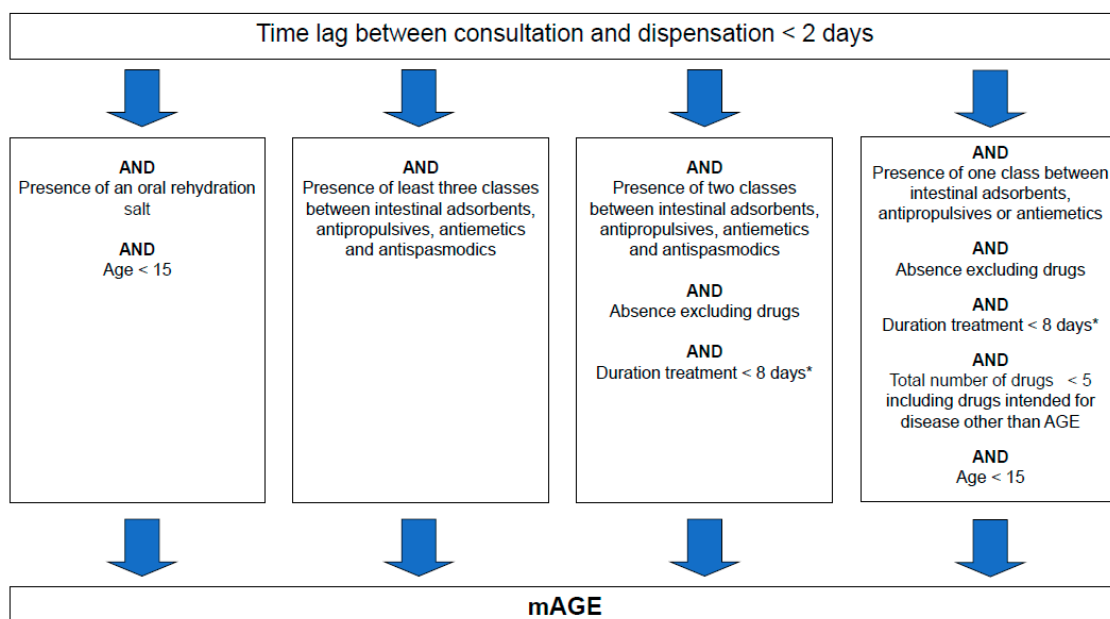 Time lag between consultation and dispensation < 2 days
AND
Presence of an oral rehydration
salt
AND
Age < 15
AND
Presence of least three classes
between intestinal adsorbents,
antipropulsives, antiemetics
and antispasmodics
AND
Presence of two classes
between intestinal adsorbents,
antipropulsives, antiemetics
and antispasmodics
AND
Absence excluding drugs
AND
Duration treatment < 8 days*
AND
Presence of one class between
intestinal adsorbents,
antipropulsives or antiemetics
AND
Absence excluding drugs
AND
Duration treatment < 8 days*
AND
Total number of drugs < 5
including drugs intended for
disease other than AGE
AND
Age < 15
mAGE